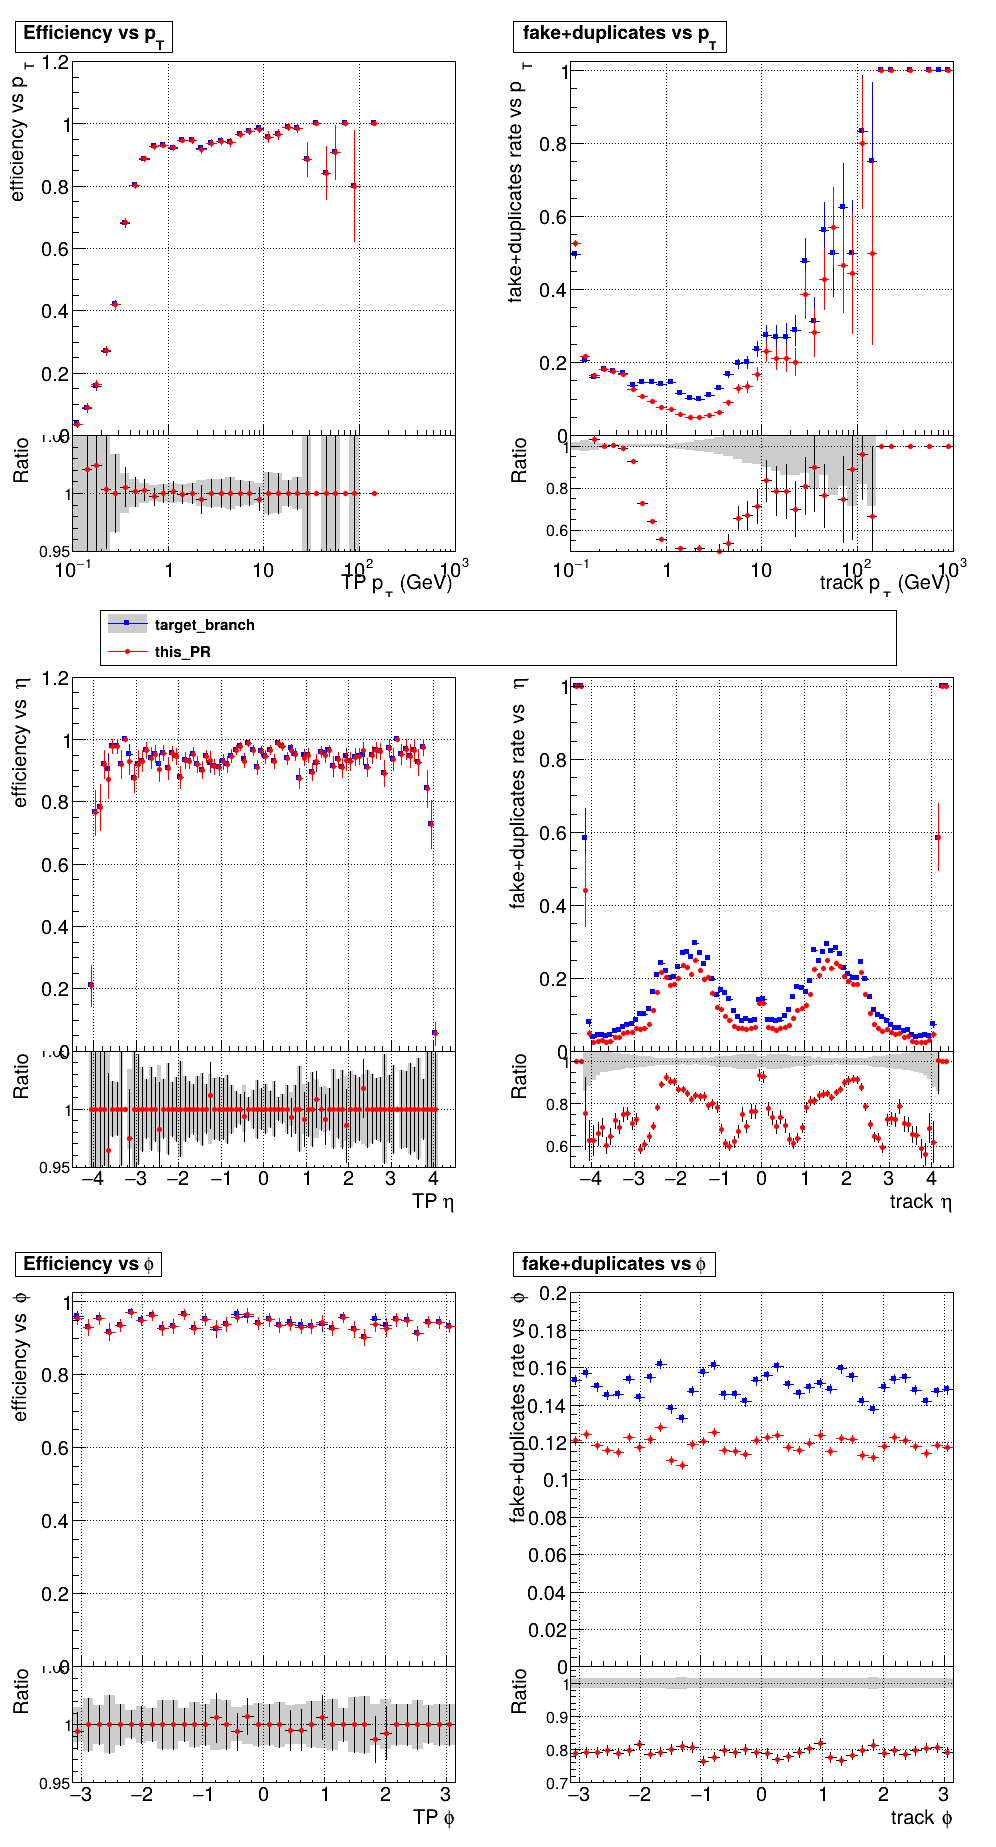 Efficiency vs pT
fake+duplicates vs pT
efficiency vs pT
1.2
1
0.8
0.6
0.4
0.2
0
Ratio
1
0.95
10−1
1
10
102
103
TP pT (GeV)
fake+duplicates rate vs pT
1
0.8
0.6
0.4
0.2
0
Ratio
1
0.8
0.6
10−1
1
10
102
103
track pT (GeV)
target_branch
this_PR
efficiency vs η
1.2
1
0.8
0.6
0.4
0.2
0
Ratio
1
0.95
−4 −3 −2 −1 0 1 2 3 4
TP η
fake+duplicates rate vs η
1
0.8
0.6
0.4
0.2
0
Ratio
1
0.8
0.6
−4 −3 −2 −1 0 1 2 3 4
track η
Efficiency vs ϕ
fake+duplicates vs ϕ
efficiency vs ϕ
1
0.8
0.6
0.4
0.2
0
Ratio
1
0.95
−3 −2 −1 0 1 2 3
TP ϕ
fake+duplicates rate vs ϕ
0.2
0.18
0.16
0.14
0.12
0.1
0.08
0.06
0.04
0.02
0
Ratio
1
0.9
0.8
0.7
−3 −2 −1 0 1 2 3
track ϕ